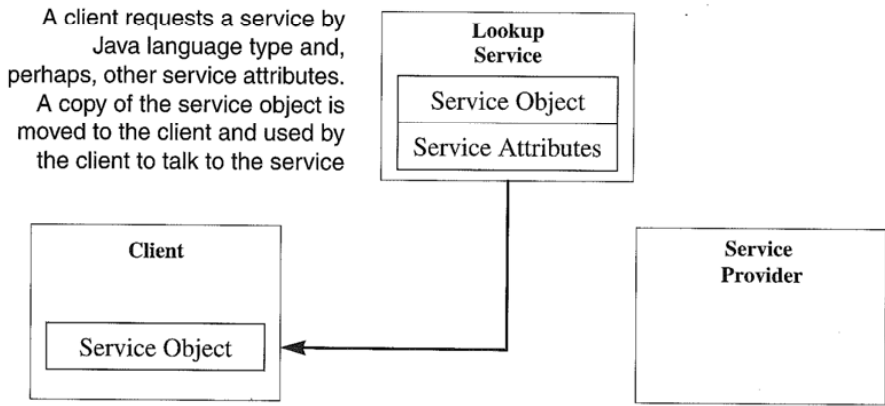 A client requests a service by
Java language type and,
perhaps, other service attributes.
A copy of the service object is
moved to the client and used by
the client to talk to the service
Lookup
Service
Service Object
Service Attributes
Client
Service Object
Service
Provider